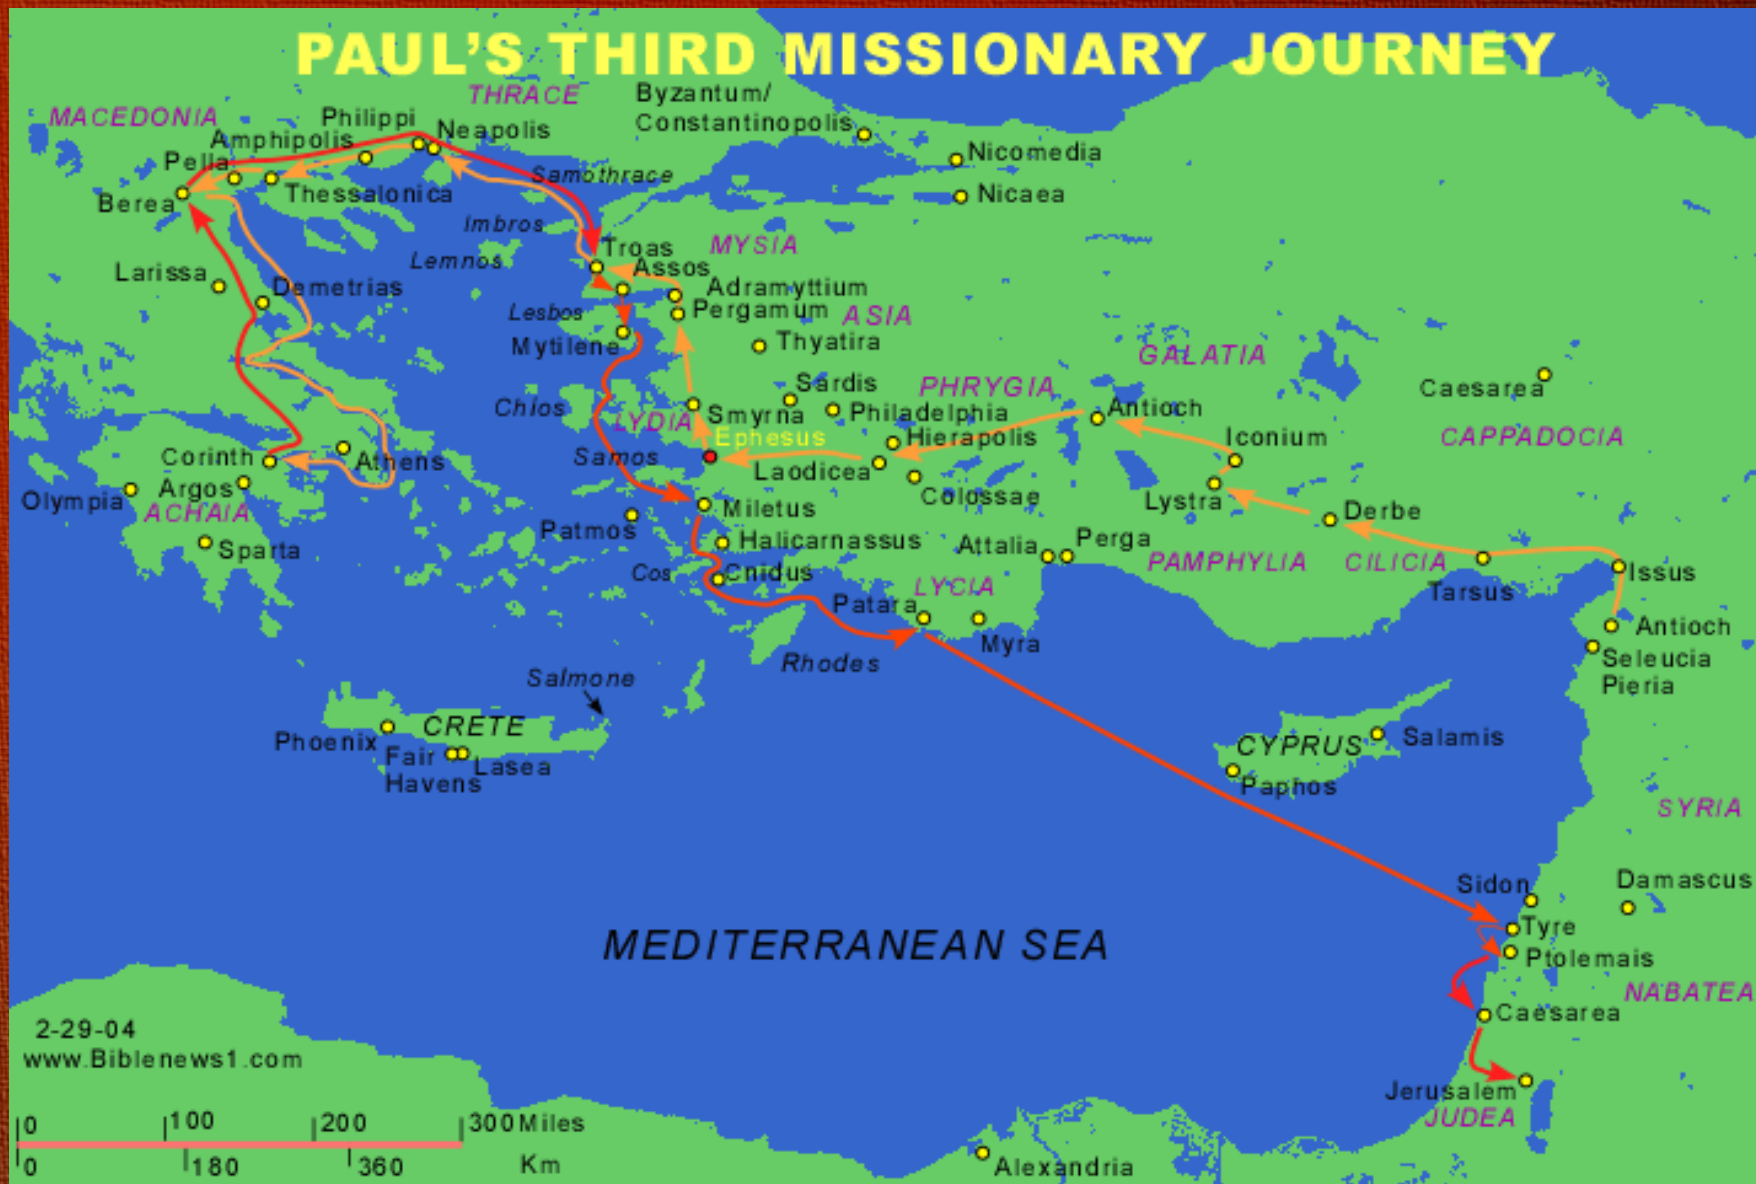 PAUL'S THIRD MISSIONARY JOURNEY
MACEDONIA
THRACE
Byzantum/
Constantinopolis
Philippi
Neapolis
Amphipolis
Pella
Thessalonica
Berea
Samothrace
Nicomedia
Nicaea
Imbros
Lemnos
Troas
MYSIA
Assos
Larissa
Demetrias
Adramyttium
Lesbos
Pergamum
ASIA
Mytilene
Thyatira
GALATIA
Caesarea
Sardis
PHRYGIA
Chios
LYDIA
Smyrna
Philadelphia
Antioch
Ephesus
Hierapolis
Iconium
CAPPADOCIA
Corinth
Athens
Samos
Laodicea
Olympia
Argos
Colossae
Lystra
ACHAIA
Miletus
Derbe
Patmos
Sparta
Halicarnassus
Attalia
Perga
PAMPHYLIA
CILICIA
Cos
Cnidus
LYCIA
Tarsus
Issus
Patara
Myra
Antioch
Rhodes
Seleucia
Pieria
Salmone
CRETE
Phoenix
Fair
Havens
Lasea
CYPRUS
Salamis
Paphos
SYRIA
Sidon
Damascus
Tyre
MEDITERRANEAN SEA
Ptolemais
NABATEA
Caesarea
2-29-04
www.Biblenews1.com
Jerusalem
JUDEA
0 100 200 300 Miles
0 180 360 Km
Alexandria